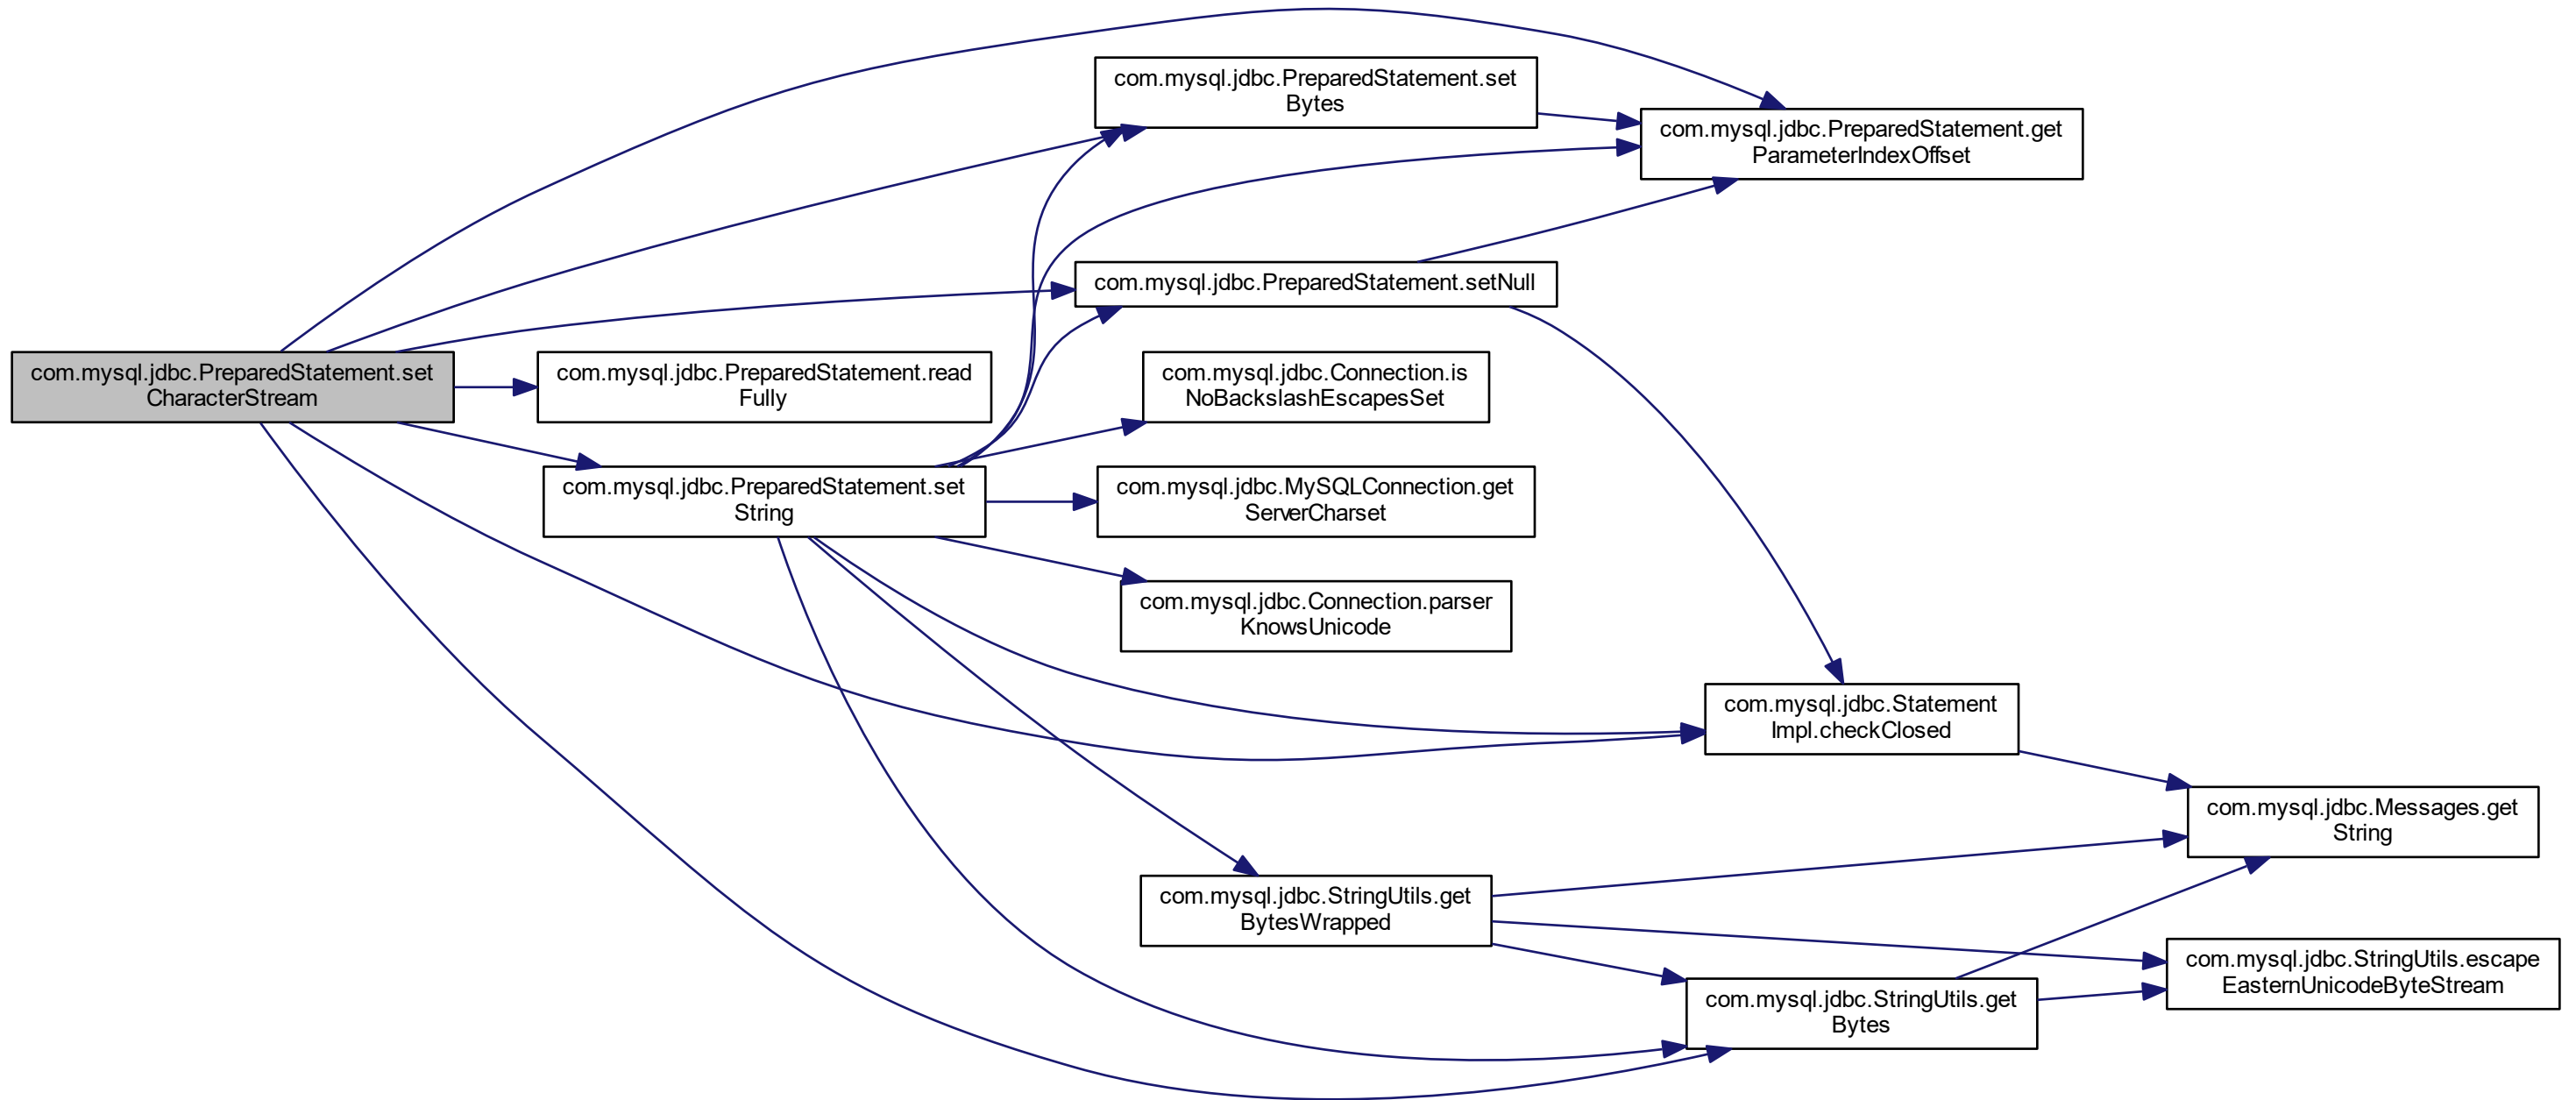 com.mysql.jdbc.PreparedStatement.set
CharacterStream
com.mysql.jdbc.PreparedStatement.set
Bytes
com.mysql.jdbc.PreparedStatement.get
ParameterIndexOffset
com.mysql.jdbc.PreparedStatement.setNull
com.mysql.jdbc.PreparedStatement.read
Fully
com.mysql.jdbc.Connection.is
NoBackslashEscapesSet
com.mysql.jdbc.PreparedStatement.set
String
com.mysql.jdbc.MySQLConnection.get
ServerCharset
com.mysql.jdbc.Connection.parser
KnowsUnicode
com.mysql.jdbc.Statement
Impl.checkClosed
com.mysql.jdbc.Messages.get
String
com.mysql.jdbc.StringUtils.get
BytesWrapped
com.mysql.jdbc.StringUtils.escape
EasternUnicodeByteStream
com.mysql.jdbc.StringUtils.get
Bytes